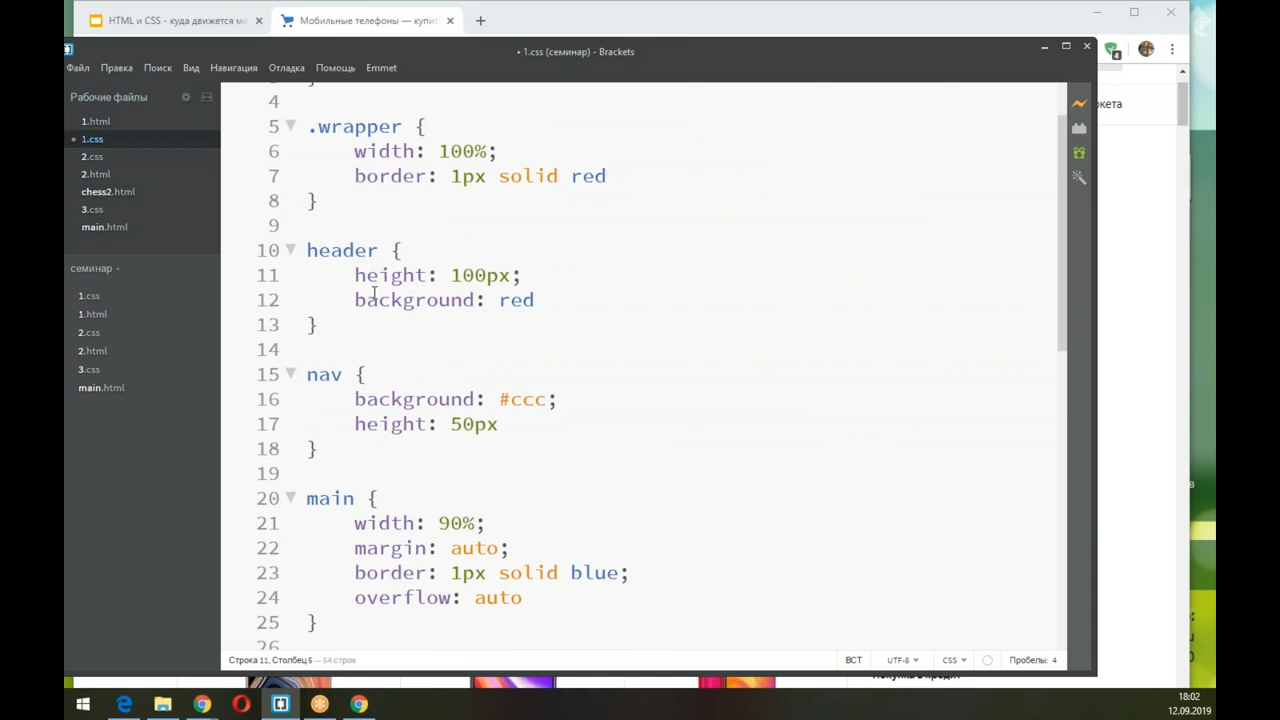 HTML и CSS - куда движется ми
Мобильные телефоны — купит
• 1.css (семинар) - Brackets
Файл Правка Поиск Вид Навигация Отладка Помощь Emmet
4
Рабочие файлы
1.html
1.css
2.css
2.html
chess2.html
3.css
main.html
семинар
1.css
1.html
2.css
2.html
3.css
main.html
4
5 .wrapper {
6 width: 100%;
7 border: 1px solid red
8 }
9
10 header {
11 height: 100px;
12 background: red
13 }
14
15 nav {
16 background: #ccc;
17 height: 50px
18 }
19
20 main {
21 width: 90%;
22 margin: auto;
23 border: 1px solid blue;
24 overflow: auto
25 }
26
Строка 11, Столбец 5 — 54 строк
ВСТ UTF-8 CSS Пробелы: 4
18:02
12.09.2019